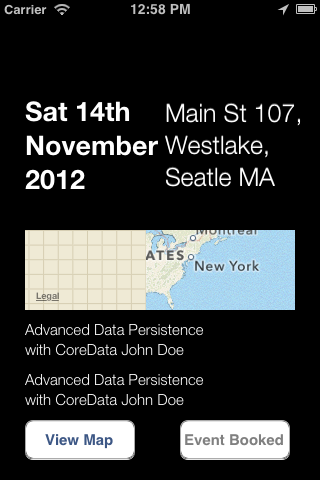 Carrier 12:58 PM
Sat 14th
November
2012
Main St 107,
Westlake,
Seatle MA
Montreal
ATES
New York
Legal
Advanced Data Persistence
with CoreData John Doe
Advanced Data Persistence
with CoreData John Doe
View Map
Event Booked